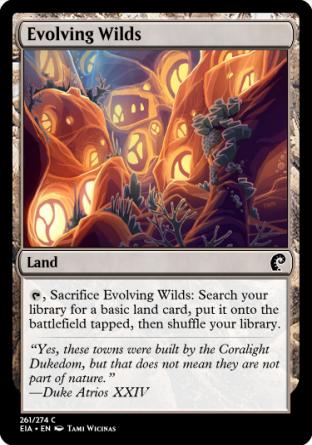 Evolving Wilds
Land
, Sacrifice Evolving Wilds: Search your
library for a basic land card, put it onto the
battlefield tapped, then shuffle your library.
“Yes, these towns were built by the Coralight
Dukedom, but that does not mean they are not
part of nature.”
—Duke Atrios XXIV
261/274 C
EIA • EN Tami Wicinas